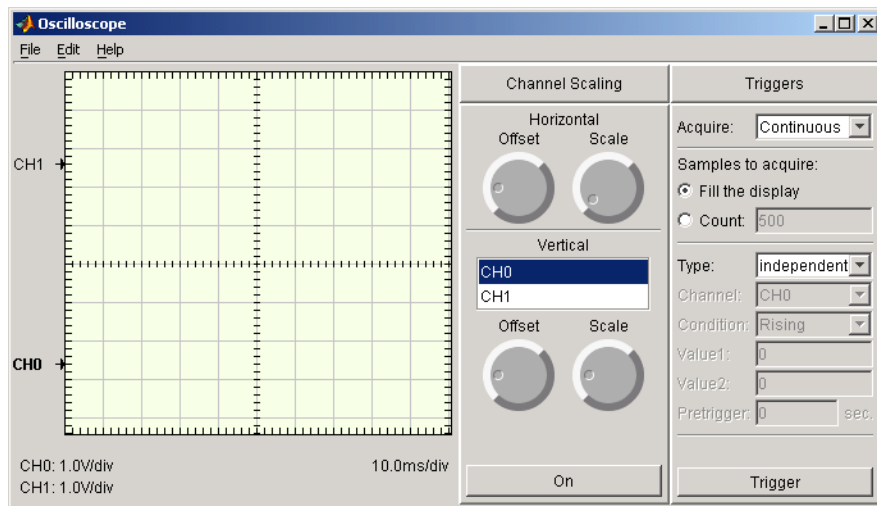 Oscilloscope
File Edit Help
CH1
CH0
CH0: 1.0V/div
10.0ms/div
CH1: 1.0V/div
Channel Scaling
Horizontal
Offset Scale
Vertical
CH0
CH1
Offset Scale
On
Triggers
Acquire: Continuous
Samples to acquire:
Fill the display
Count: 500
Type: independent
Channel: CH0
Condition: Rising
Value1: 0
Value2: 0
Pretrigger: 0 sec.
Trigger